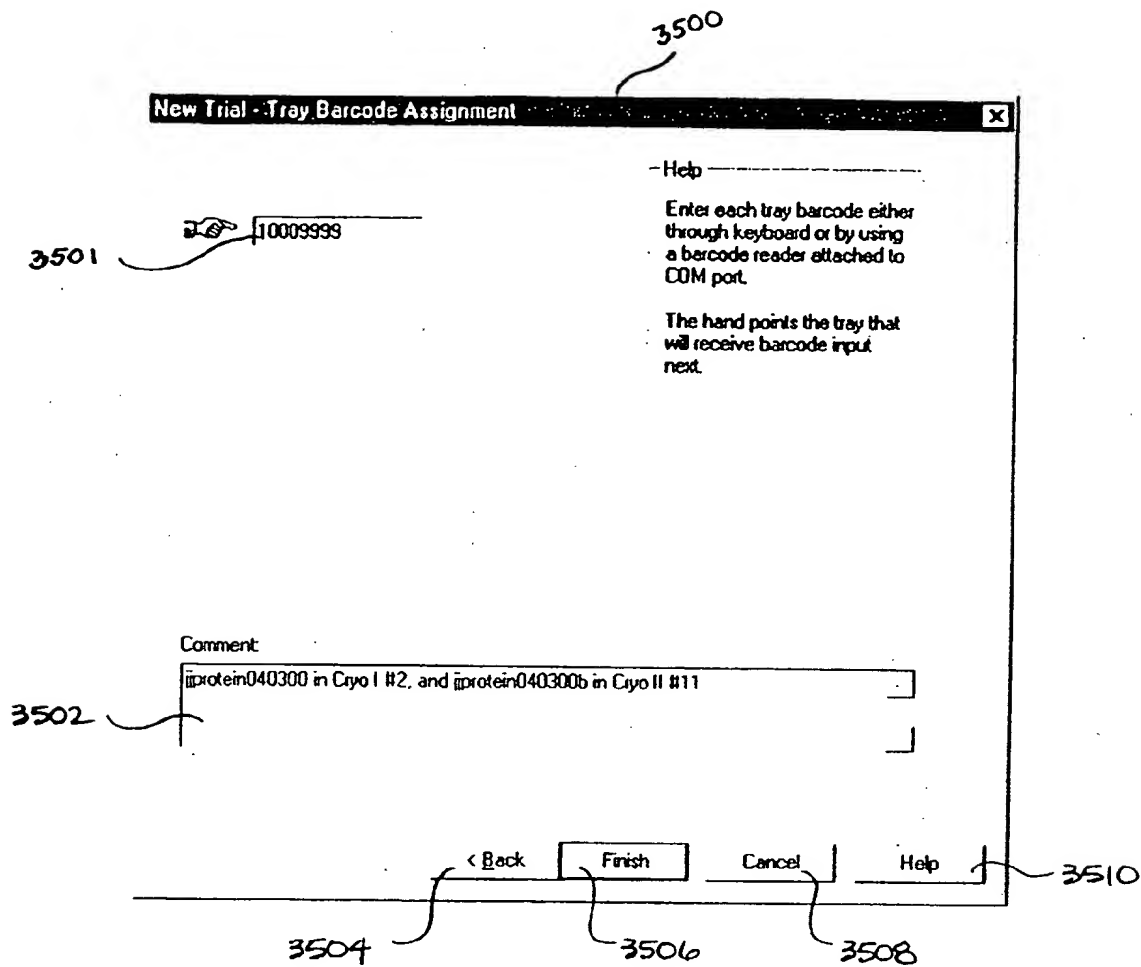 3500
New Trial - Tray Barcode Assignment
Help
Enter each tray barcode either
through keyboard or by using
a barcode reader attached to
COM port.
The hand points the tray that
will receive barcode input
next.
10009999
3501
Comment:
jjprotein040300 in Cryo I #2, and jjprotein040300b in Cryo II #11
3502
< Back
Finish
Cancel
Help
3510
3504
3506
3508